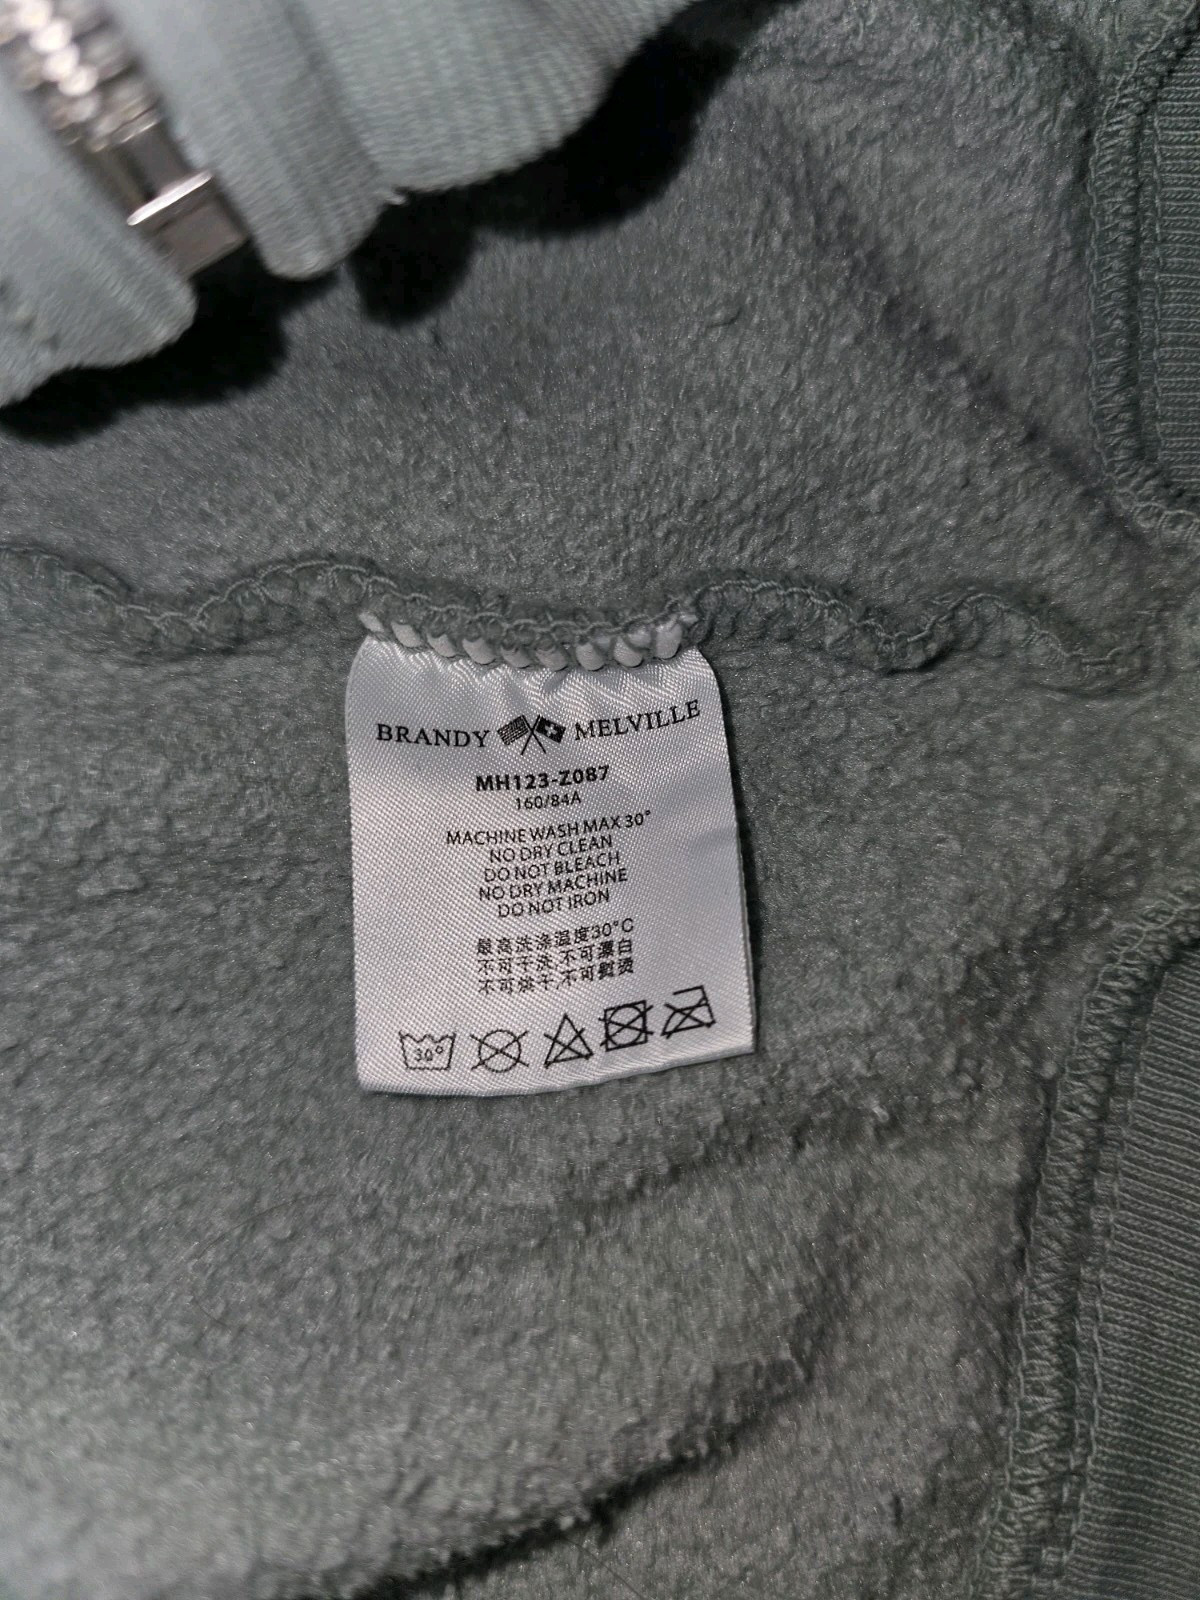 BRANDY MELVILLE
MH123-Z087
160/84A
MACHINE WASH MAX 30°
NO DRY CLEAN
DO NOT BLEACH
NO DRY MACHINE
DO NOT IRON
最高洗涤温度30°C
不可干洗,不可漂白
不可烘干,不可熨烫
30°